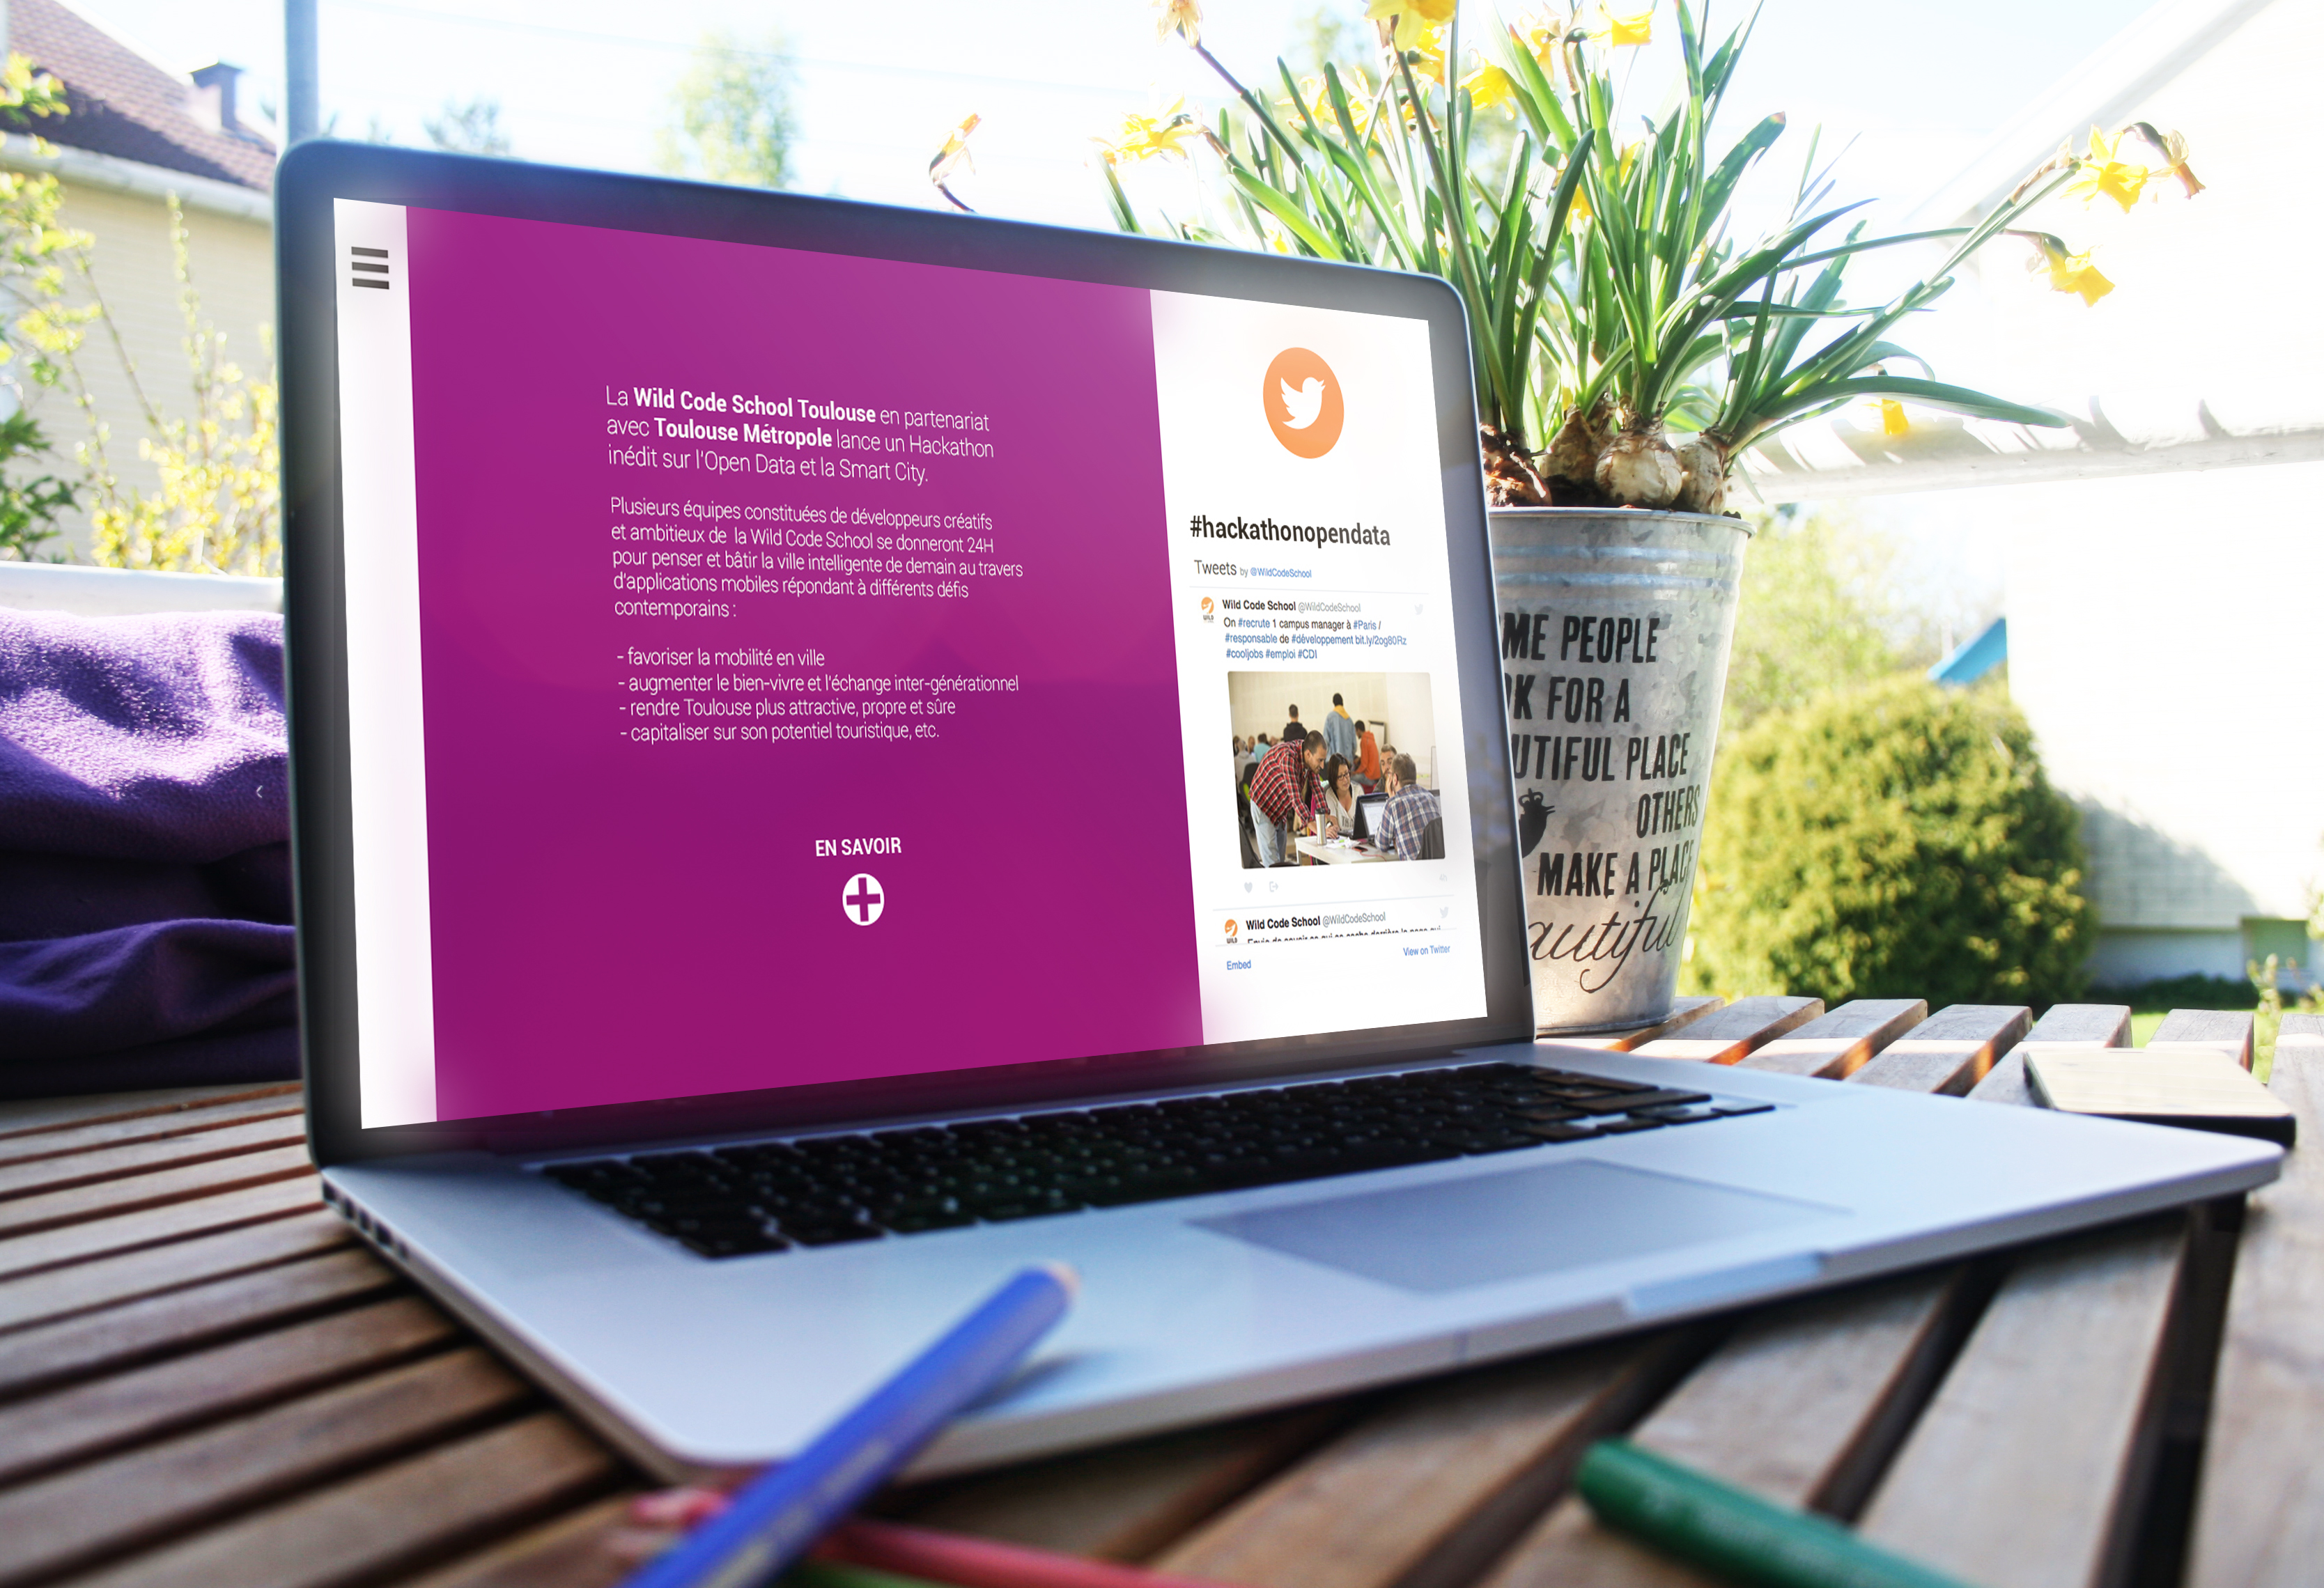 La Wild Code School Toulouse en partenariat
avec Toulouse Métropole lance un Hackathon
inédit sur l'Open Data et la Smart City.
Plusieurs équipes constituées de développeurs créatifs
et ambitieux de la Wild Code School se donneront 24H
pour penser et bâtir la ville intelligente de demain au travers
d'applications mobiles répondant à différents défis
contemporains :
- favoriser la mobilité en ville
- augmenter le bien-vivre et l'échange inter-générationnel
- rendre Toulouse plus attractive, propre et sûre
- capitaliser sur son potentiel touristique, etc.
EN SAVOIR
#hackathonopendata
Tweets by @WildCodeSchool
Wild Code School @WildCodeSchool
On #recrute 1 campus manager à #Paris /
#responsable de #développement bit.ly/2og80Rz
#cooljobs #emploi #CDI
Wild Code School @WildCodeSchool
Embed
View on Twitter
ME PEOPLE
K FOR A
UTIFUL PLACE
OTHERS
MAKE A PLACE
autiful